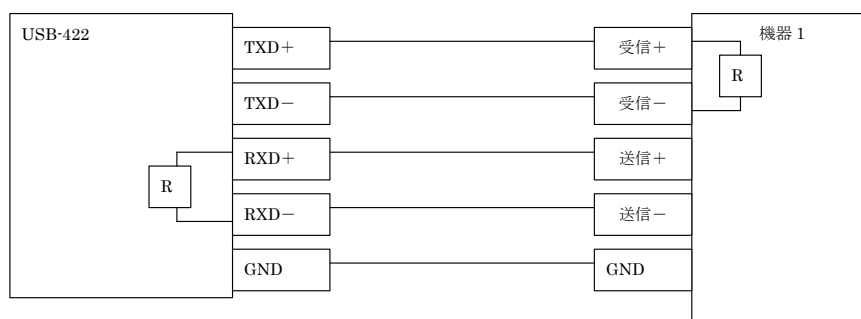 USB-422
機器 1
TXD＋
受信＋
R
TXD－
受信－
RXD＋
送信＋
R
RXD－
送信－
GND
GND